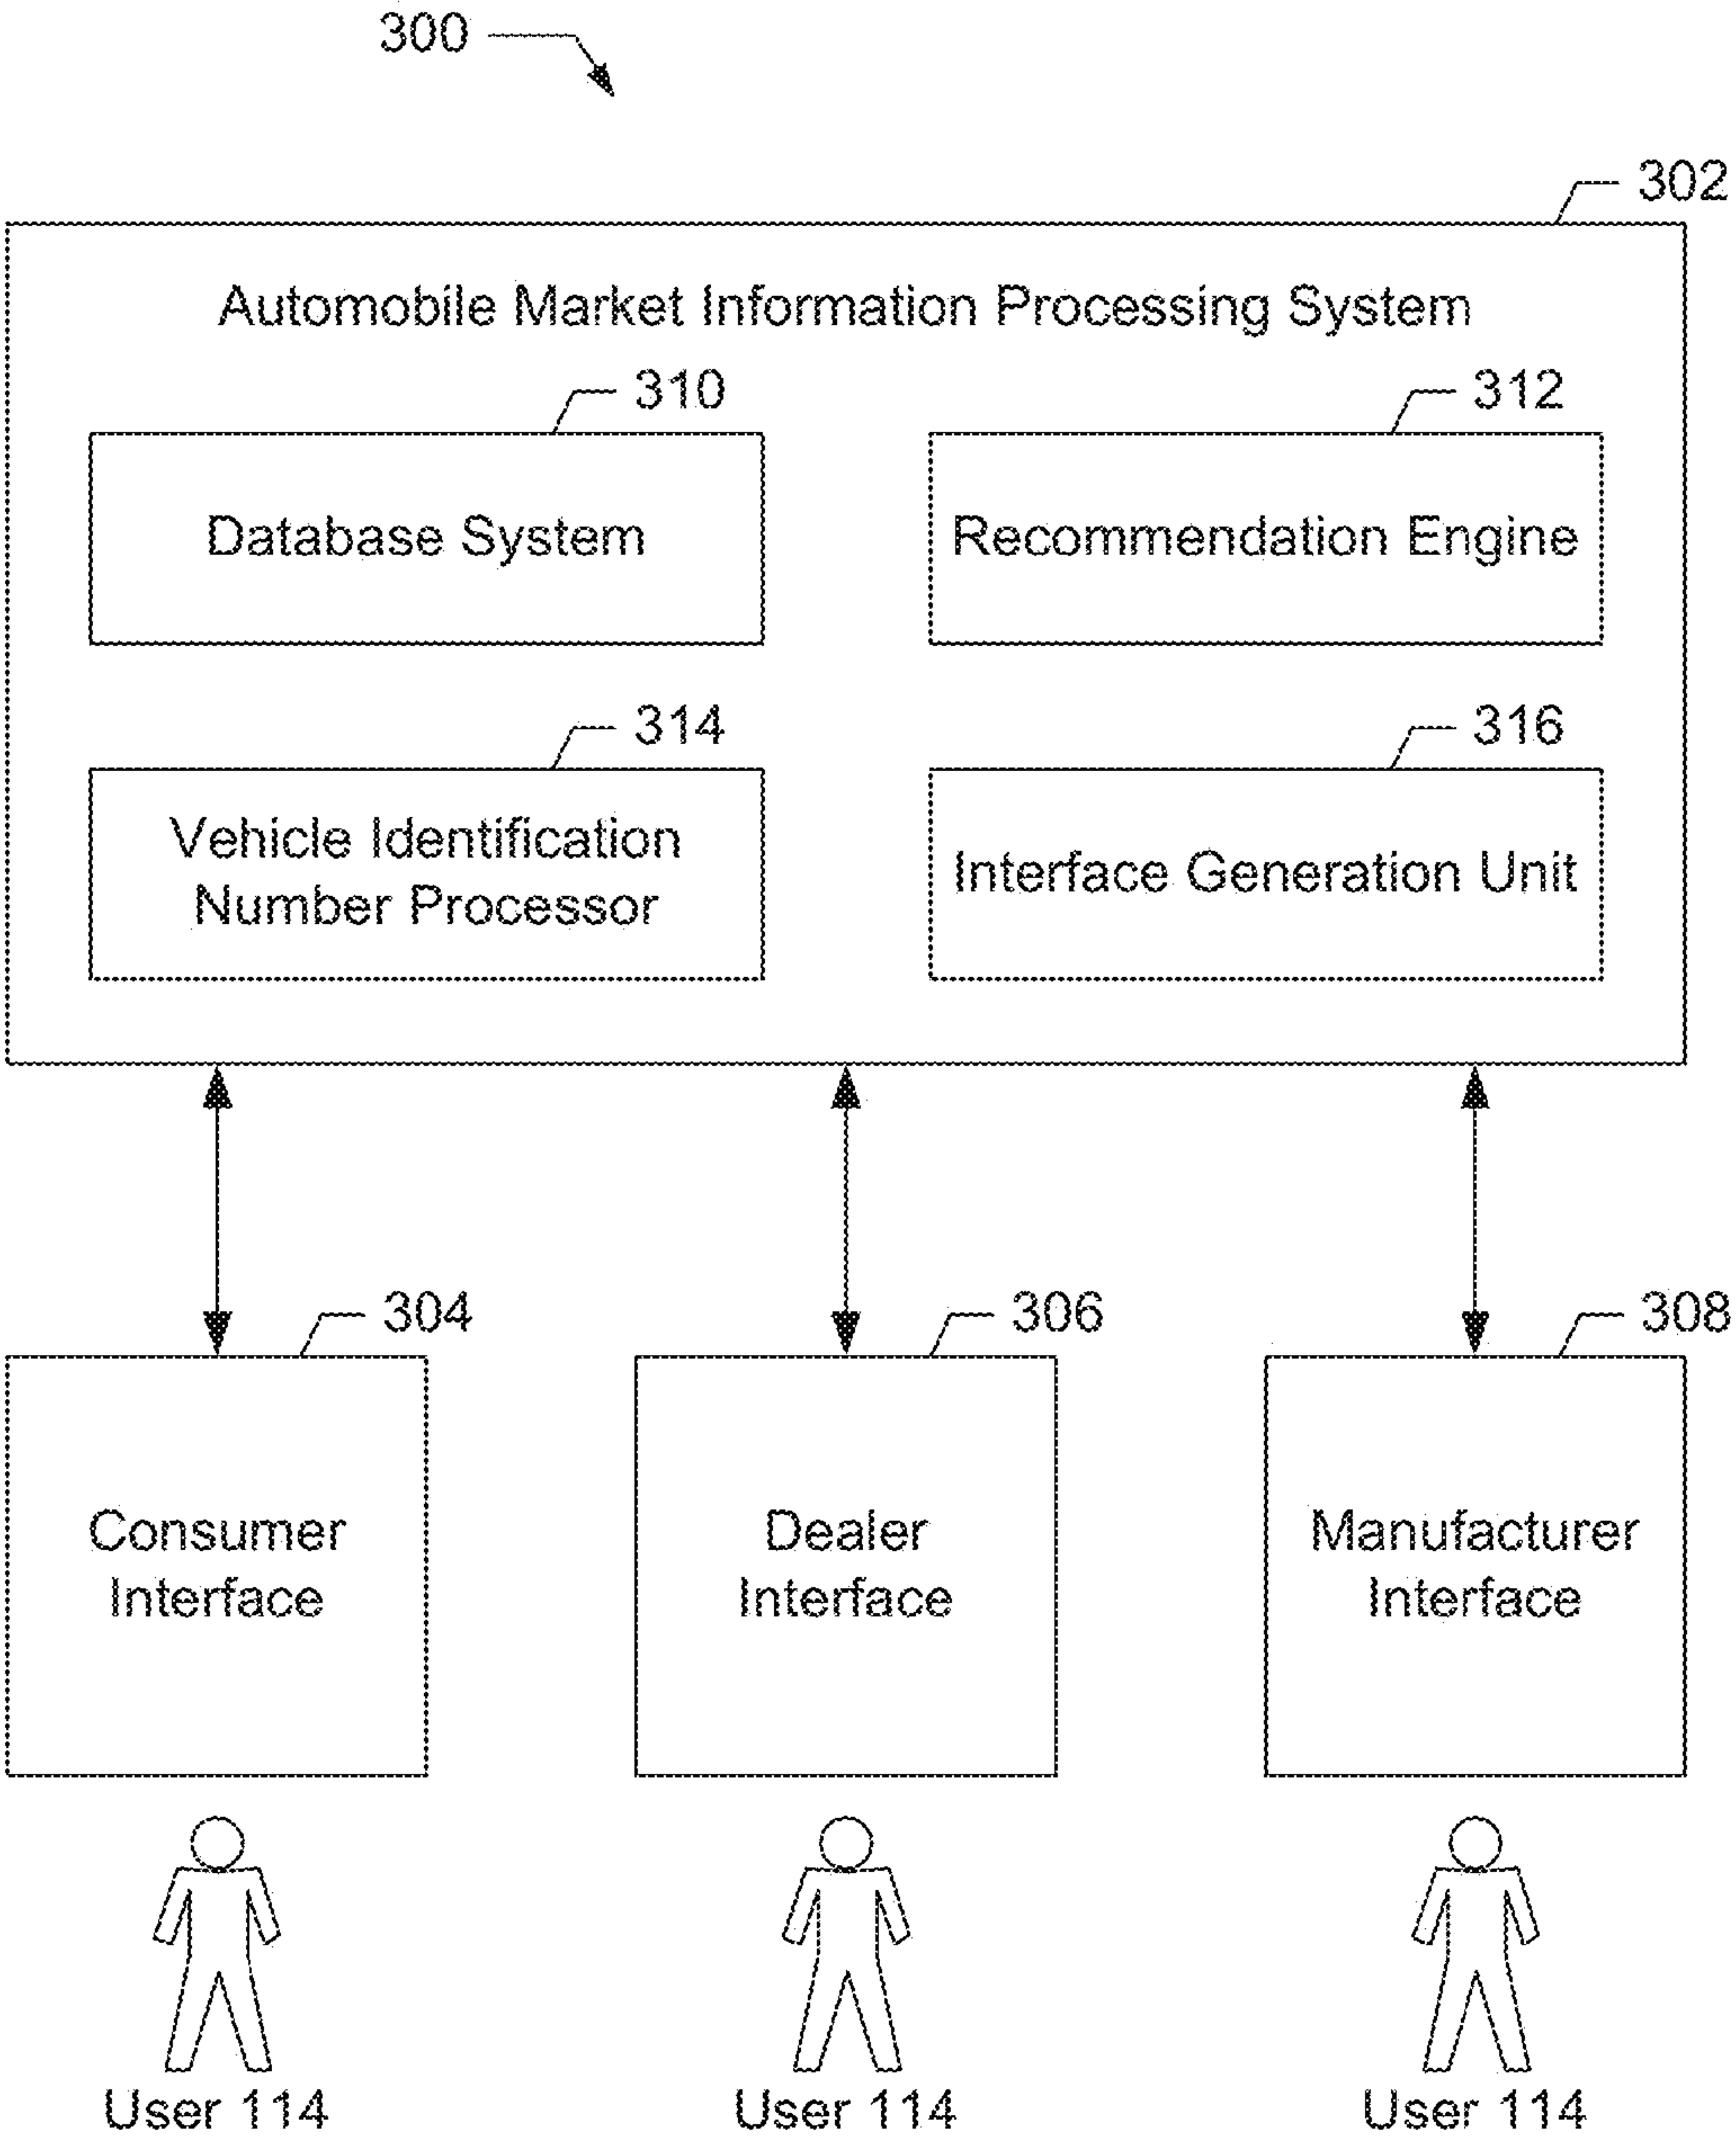 300
302
Automobile Market Information Processing System
310
312
Database System
Recommendation Engine
314
316
Vehicle Identification
Number Processor
Interface Generation Unit
304
306
308
Consumer
Interface
Dealer
Interface
Manufacturer
Interface
User 114
User 114
User 114